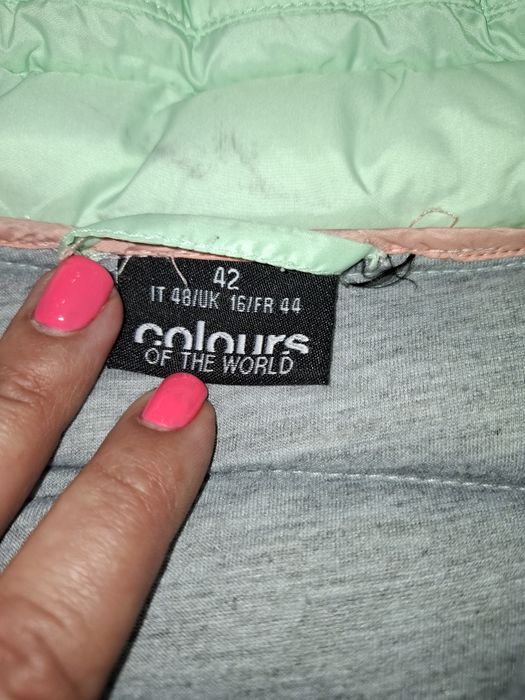 42
IT 48/UK 16/FR 44
colours
OF THE WORLD